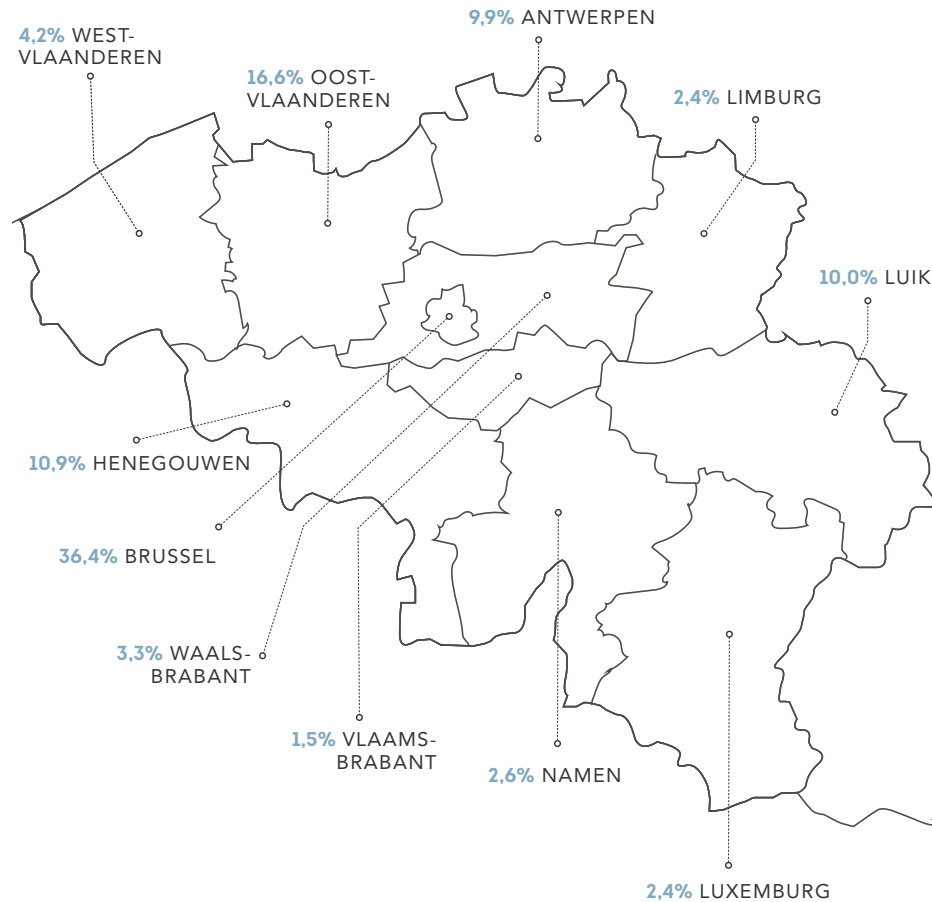 9,9% ANTWERPEN
4,2% WEST-
VLAANDEREN
16,6% OOST-
VLAANDEREN
2,4% LIMBURG
10,0% LUIK
10,9% HENEGOUWEN
36,4% BRUSSEL
3,3% WAALS-
BRABANT
1,5% VLAAMS-
BRABANT
2,6% NAMEN
2,4% LUXEMBURG